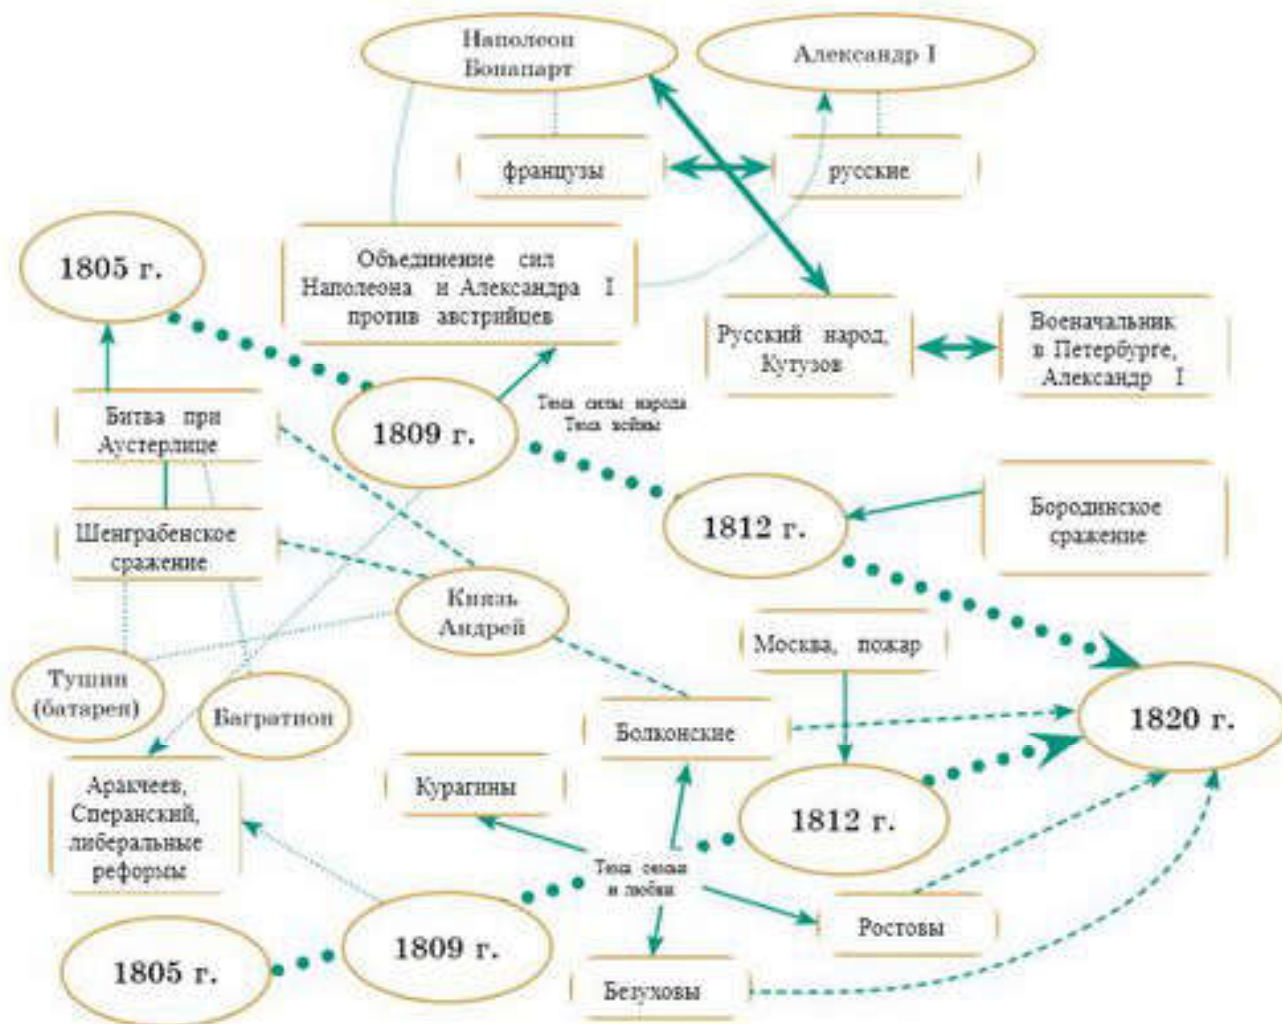 Наполеон
Бонапарт
Александр I
французы
русские
1805 г.
Объединение сил
Наполеона и Александра I
против австрийцев
Русский народ,
Кутузов
Военачальник
в Петербурге,
Александр I
Битва при
Аустерлице
1809 г.
Тема силы народа
Тема войны
1812 г.
Бородинское
сражение
Шенграбенское
сражение
Князь
Андрей
Москва, пожар
Тушин
(батарея)
Багратион
Болконские
1820 г.
Аракчеев,
Сперанский,
либеральные
реформы
Курагины
1812 г.
Тема семьи
и любви
1805 г.
1809 г.
Ростовы
Безуховы